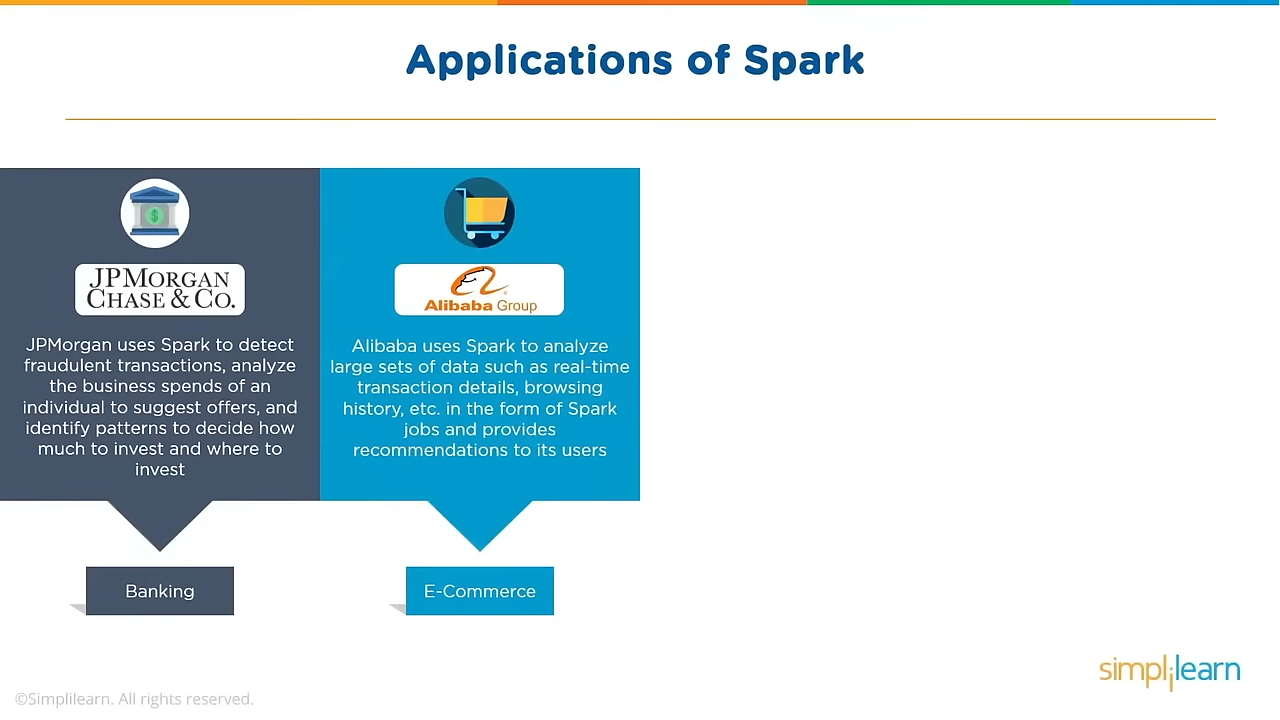 Applications of Spark
JPMORGAN
CHASE & CO.
JPMorgan uses Spark to detect
fraudulent transactions, analyze
the business spends of an
individual to suggest offers, and
identify patterns to decide how
much to invest and where to
invest
Banking
Alibaba Group
Alibaba uses Spark to analyze
large sets of data such as real-time
transaction details, browsing
history, etc. in the form of Spark
jobs and provides
recommendations to its users
E-Commerce
simplilearn
©Simplilearn. All rights reserved.